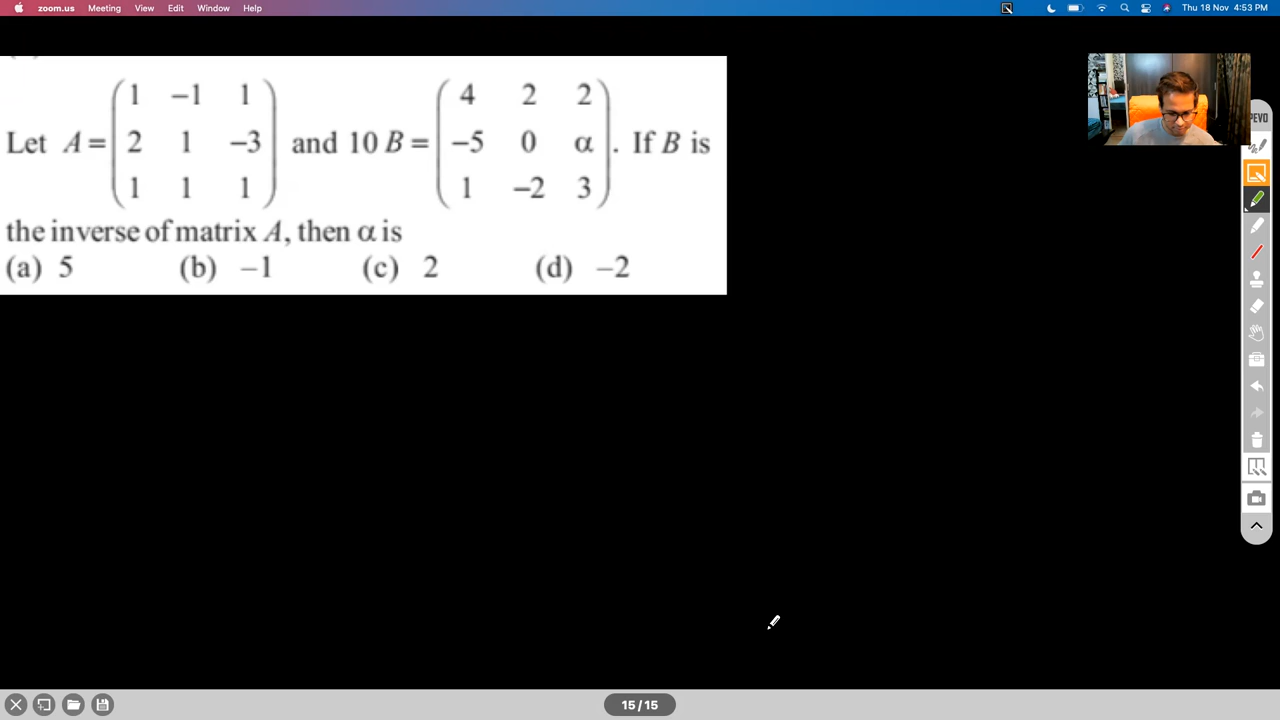 zoom.us Meeting View Edit Window Help Thu 18 Nov 4:53 PM
Let A = ( 1 −1 1 ; 2 1 −3 ; 1 1 1 ) and 10 B = ( 4 2 2 ; −5 0 α ; 1 −2 3 ). If B is
the inverse of matrix A, then α is
(a) 5 (b) −1 (c) 2 (d) −2
15/15